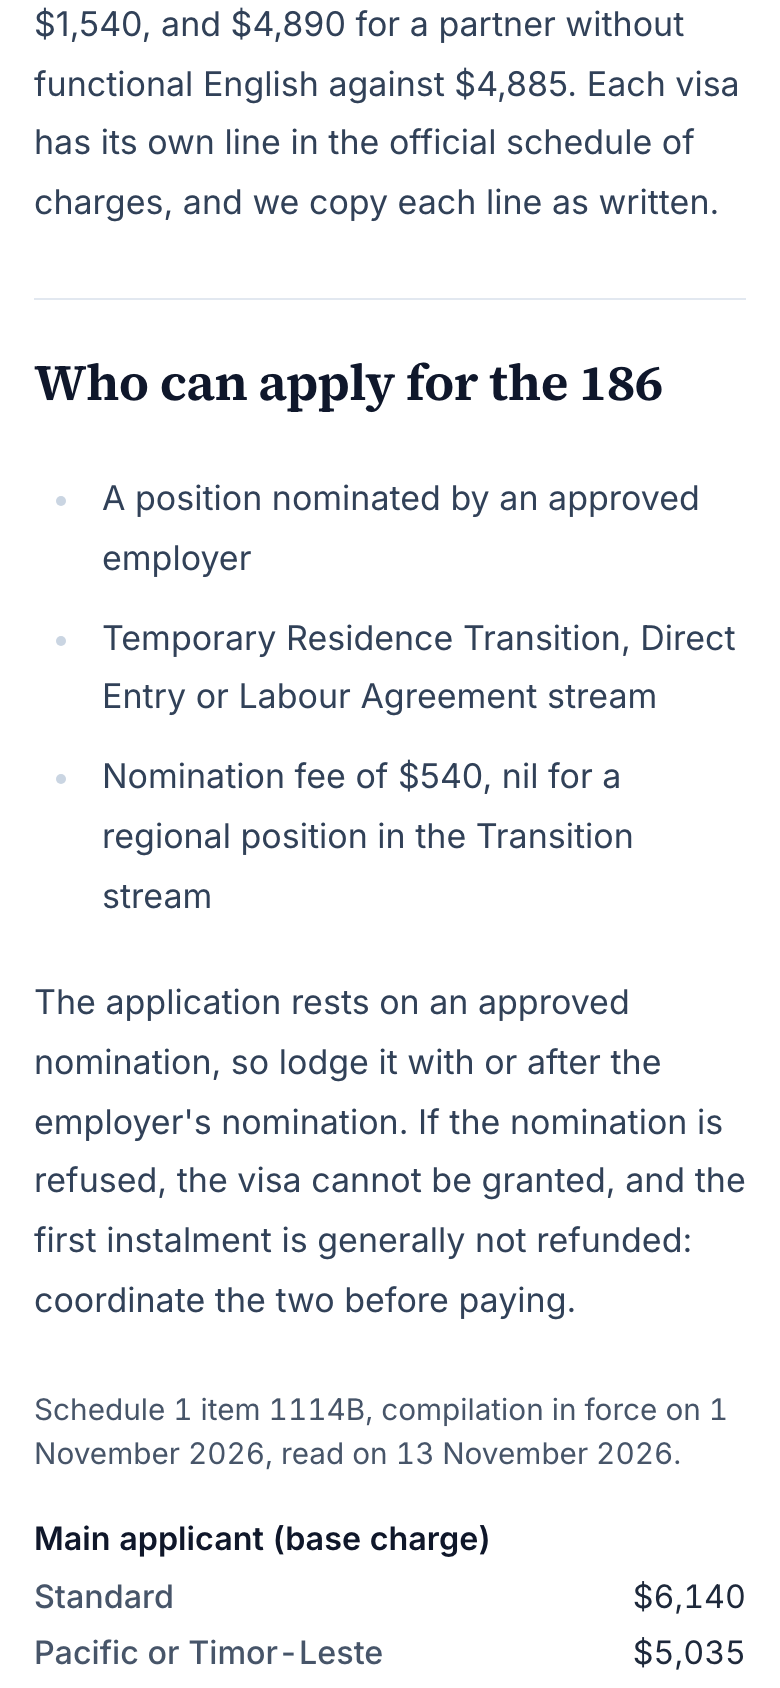 $1,540, and $4,890 for a partner without
functional English against $4,885. Each visa
has its own line in the official schedule of
charges, and we copy each line as written.
Who can apply for the 186
A position nominated by an approved
employer
Temporary Residence Transition, Direct
Entry or Labour Agreement stream
Nomination fee of $540, nil for a
regional position in the Transition
stream
The application rests on an approved
nomination, so lodge it with or after the
employer's nomination. If the nomination is
refused, the visa cannot be granted, and the
first instalment is generally not refunded:
coordinate the two before paying.
Schedule 1 item 1114B, compilation in force on 1
November 2026, read on 13 November 2026.
Main applicant (base charge)
Standard $6,140
Pacific or Timor-Leste $5,035